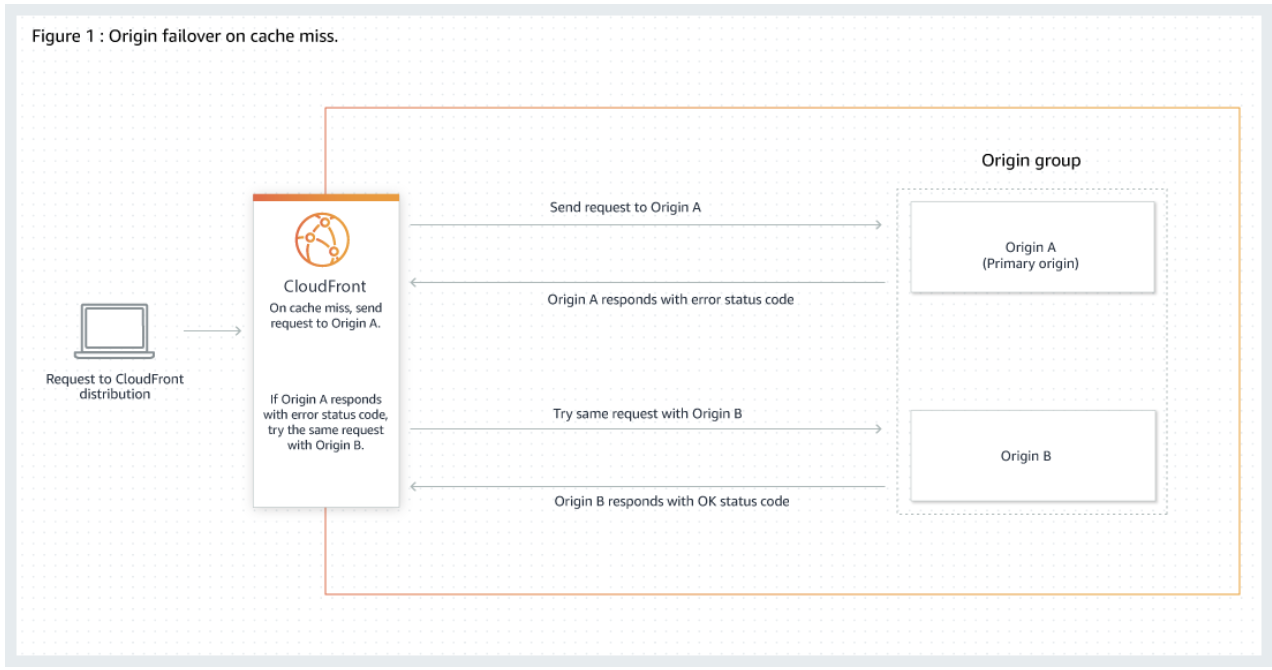 Figure 1 : Origin failover on cache miss.
Origin group
Send request to Origin A
Origin A
(Primary origin)
CloudFront
On cache miss, send
request to Origin A.
Origin A responds with error status code
Request to CloudFront
distribution
If Origin A responds
with error status code,
try the same request
with Origin B.
Try same request with Origin B
Origin B
Origin B responds with OK status code